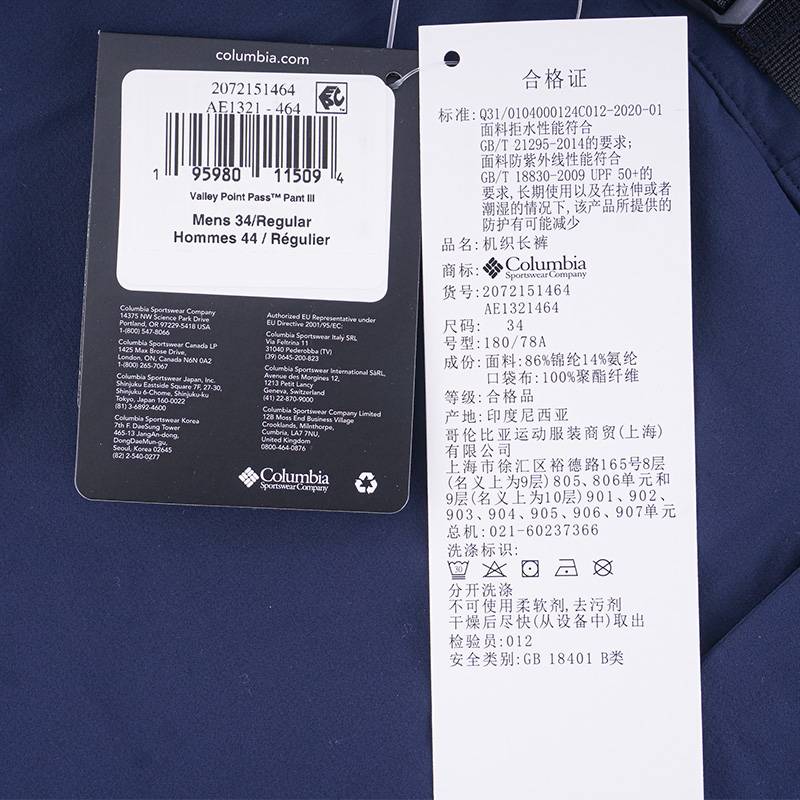 columbia.com
2072151464
AE1321 - 464
1 95980 11509 4
Valley Point Pass™ Pant III
Mens 34/Regular
Hommes 44 / Régulier
Columbia Sportswear Company
14375 NW Science Park Drive
Portland, OR 97229-5418 USA
1-(800) 547-8066
Columbia Sportswear Canada LP
1425 Max Brose Drive,
London, ON, Canada N6N 0A2
1-(800) 265-7067
Columbia Sportswear Japan, Inc.
Shinjuku Eastside Square 7F, 27-30,
Shinjuku 6-Chome, Shinjuku-ku
Tokyo, Japan 160-0022
(81) 3-6892-4600
Columbia Sportswear Korea
7th F. DaeSung Tower
465-13 JangAn-dong,
DongDaeMun-gu,
Seoul, Korea 02645
(82) 2-540-0277
Authorized EU Representative under
EU Directive 2001/95/EC:
Columbia Sportswear Italy SRL
Via Feltrina 11
31040 Pederobba (TV)
(39) 0645-200-823
Columbia Sportswear International SàRL,
Avenue des Morgines 12,
1213 Petit Lancy
Geneva, Switzerland
(41) 22-870-9000
Columbia Sportswear Company Limited
12B Moss End Business Village
Crooklands, Milnthorpe,
Cumbria, LA7 7NU,
United Kingdom
0800-464-0876
Columbia
Sportswear Company
合格证
标准:Q31/0104000124C012-2020-01
面料拒水性能符合
GB/T 21295-2014的要求;
面料防紫外线性能符合
GB/T 18830-2009 UPF 50+的
要求,长期使用以及在拉伸或者
潮湿的情况下,该产品所提供的
防护有可能减少
品名:机织长裤
商标:Columbia
Sportswear Company
货号:2072151464
AE1321464
尺码: 34
号型:180/78A
成份:面料:86%锦纶14%氨纶
口袋布:100%聚酯纤维
等级:合格品
产地:印度尼西亚
哥伦比亚运动服装商贸(上海)
有限公司
上海市徐汇区裕德路165号8层
(名义上为9层)805、806单元和
9层(名义上为10层)901、902、
903、904、905、906、907单元
总机:021-60237366
洗涤标识:
30
分开洗涤
不可使用柔软剂,去污剂
干燥后尽快(从设备中)取出
检验员:012
安全类别:GB 18401 B类